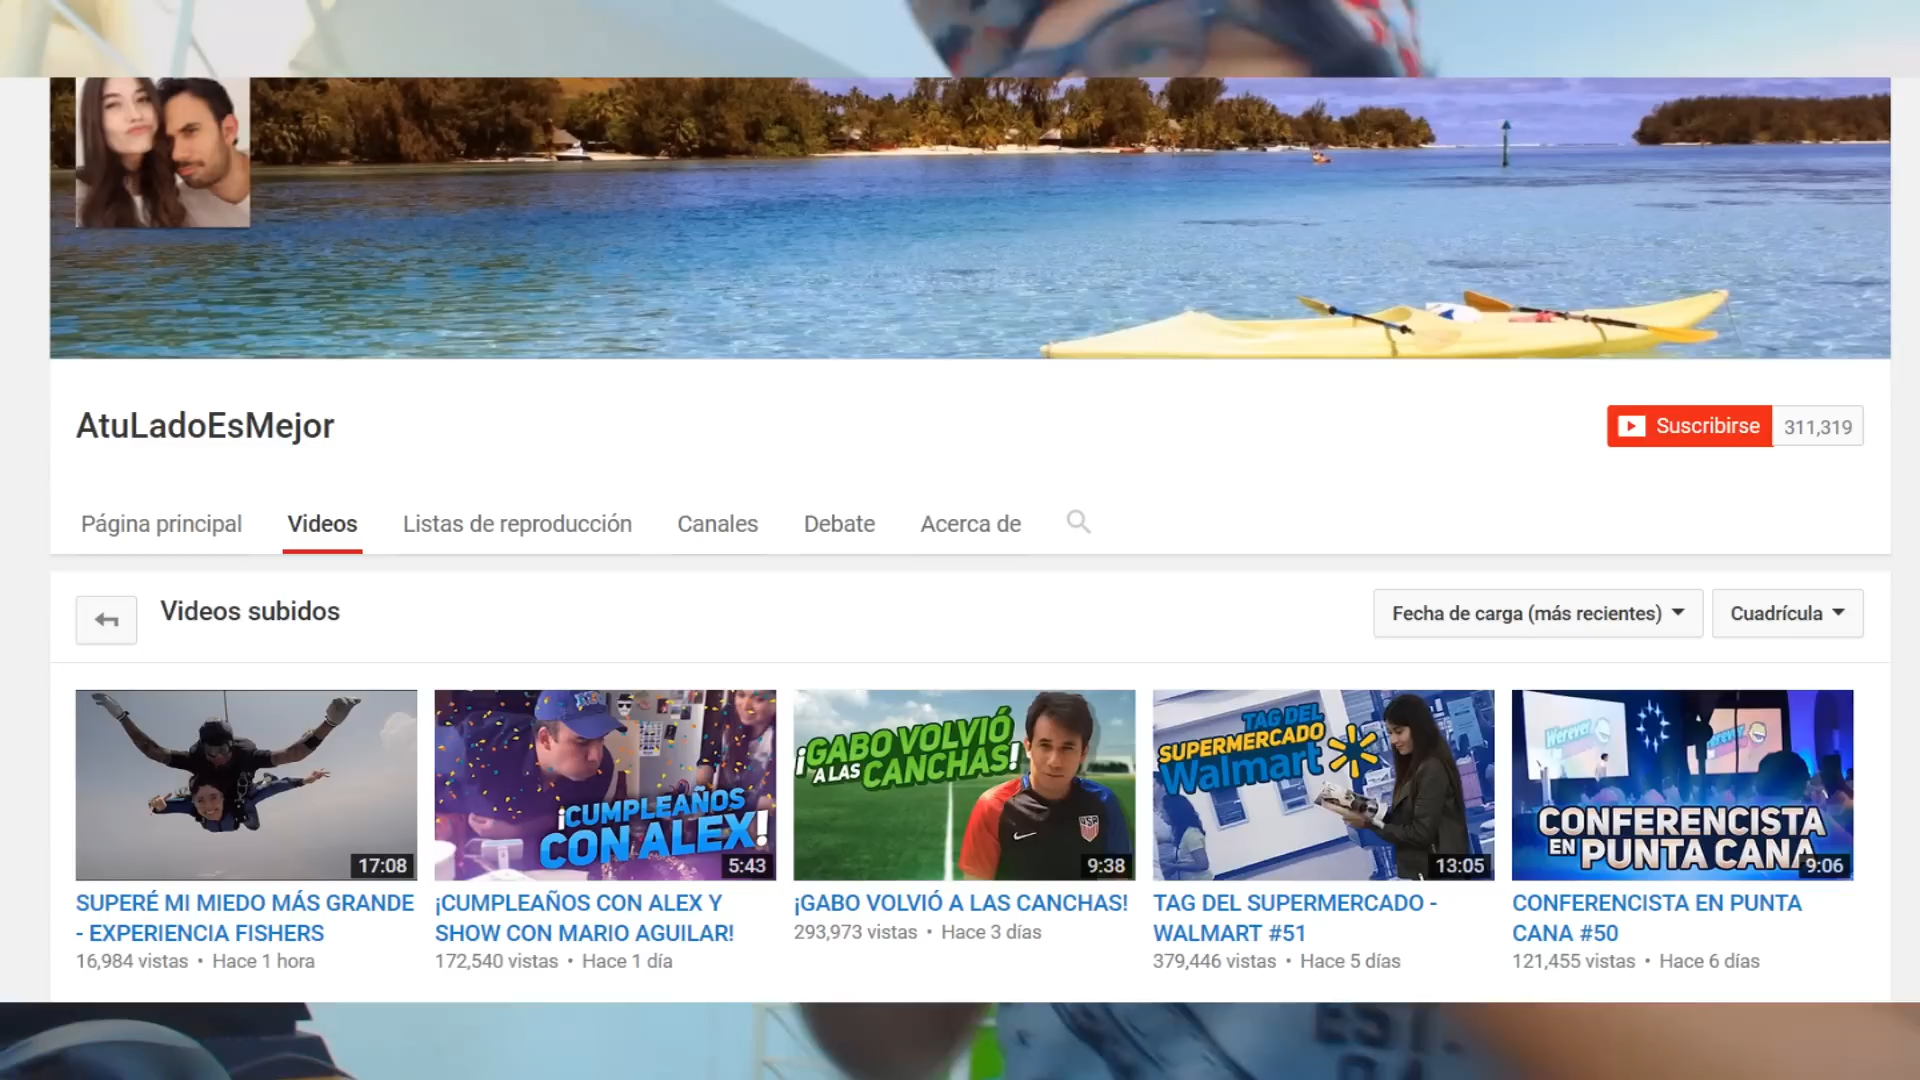 AtuLadoEsMejor
Suscribirse 311,319
Página principal Videos Listas de reproducción Canales Debate Acerca de
Videos subidos
Fecha de carga (más recientes) Cuadrícula
17:08
¡CUMPLEAÑOS
CON ALEX!
5:43
¡GABO VOLVIÓ
A LAS CANCHAS!
USA
9:38
TAG DEL
SUPERMERCADO
Walmart
13:05
CONFERENCISTA
EN PUNTA CANA
9:06
SUPERÉ MI MIEDO MÁS GRANDE
- EXPERIENCIA FISHERS
16,984 vistas • Hace 1 hora
¡CUMPLEAÑOS CON ALEX Y
SHOW CON MARIO AGUILAR!
172,540 vistas • Hace 1 día
¡GABO VOLVIÓ A LAS CANCHAS!
293,973 vistas • Hace 3 días
TAG DEL SUPERMERCADO -
WALMART #51
379,446 vistas • Hace 5 días
CONFERENCISTA EN PUNTA
CANA #50
121,455 vistas • Hace 6 días